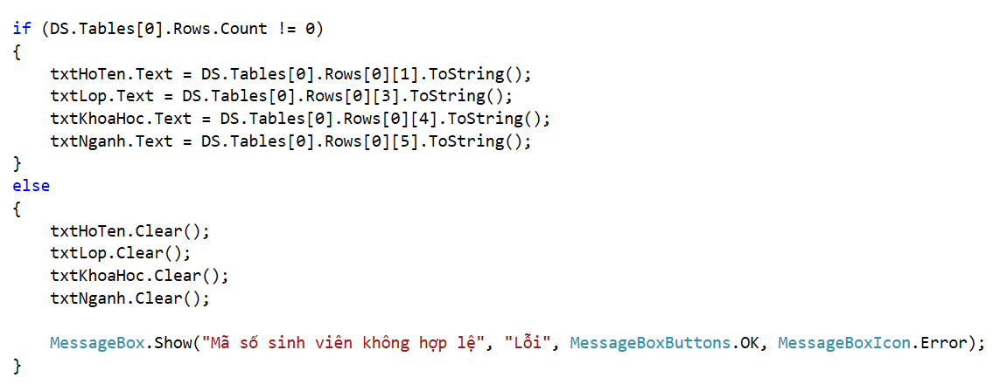 if (DS.Tables[0].Rows.Count != 0)
{
    txtHoTen.Text = DS.Tables[0].Rows[0][1].ToString();
    txtLop.Text = DS.Tables[0].Rows[0][3].ToString();
    txtKhoaHoc.Text = DS.Tables[0].Rows[0][4].ToString();
    txtNganh.Text = DS.Tables[0].Rows[0][5].ToString();
}
else
{
    txtHoTen.Clear();
    txtLop.Clear();
    txtKhoaHoc.Clear();
    txtNganh.Clear();

    MessageBox.Show("Mã số sinh viên không hợp lệ", "Lỗi", MessageBoxButtons.OK, MessageBoxIcon.Error);
}